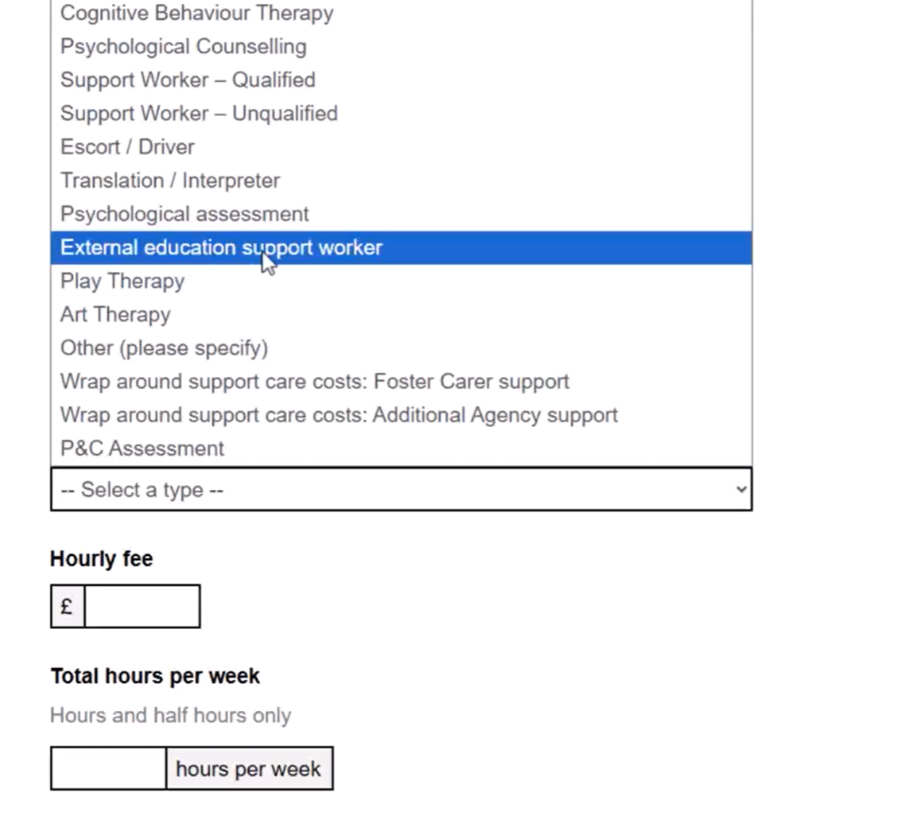 Cognitive Behaviour Therapy
Psychological Counselling
Support Worker – Qualified
Support Worker – Unqualified
Escort / Driver
Translation / Interpreter
Psychological assessment
External education support worker
Play Therapy
Art Therapy
Other (please specify)
Wrap around support care costs: Foster Carer support
Wrap around support care costs: Additional Agency support
P&C Assessment
-- Select a type --
Hourly fee
£
Total hours per week
Hours and half hours only
hours per week